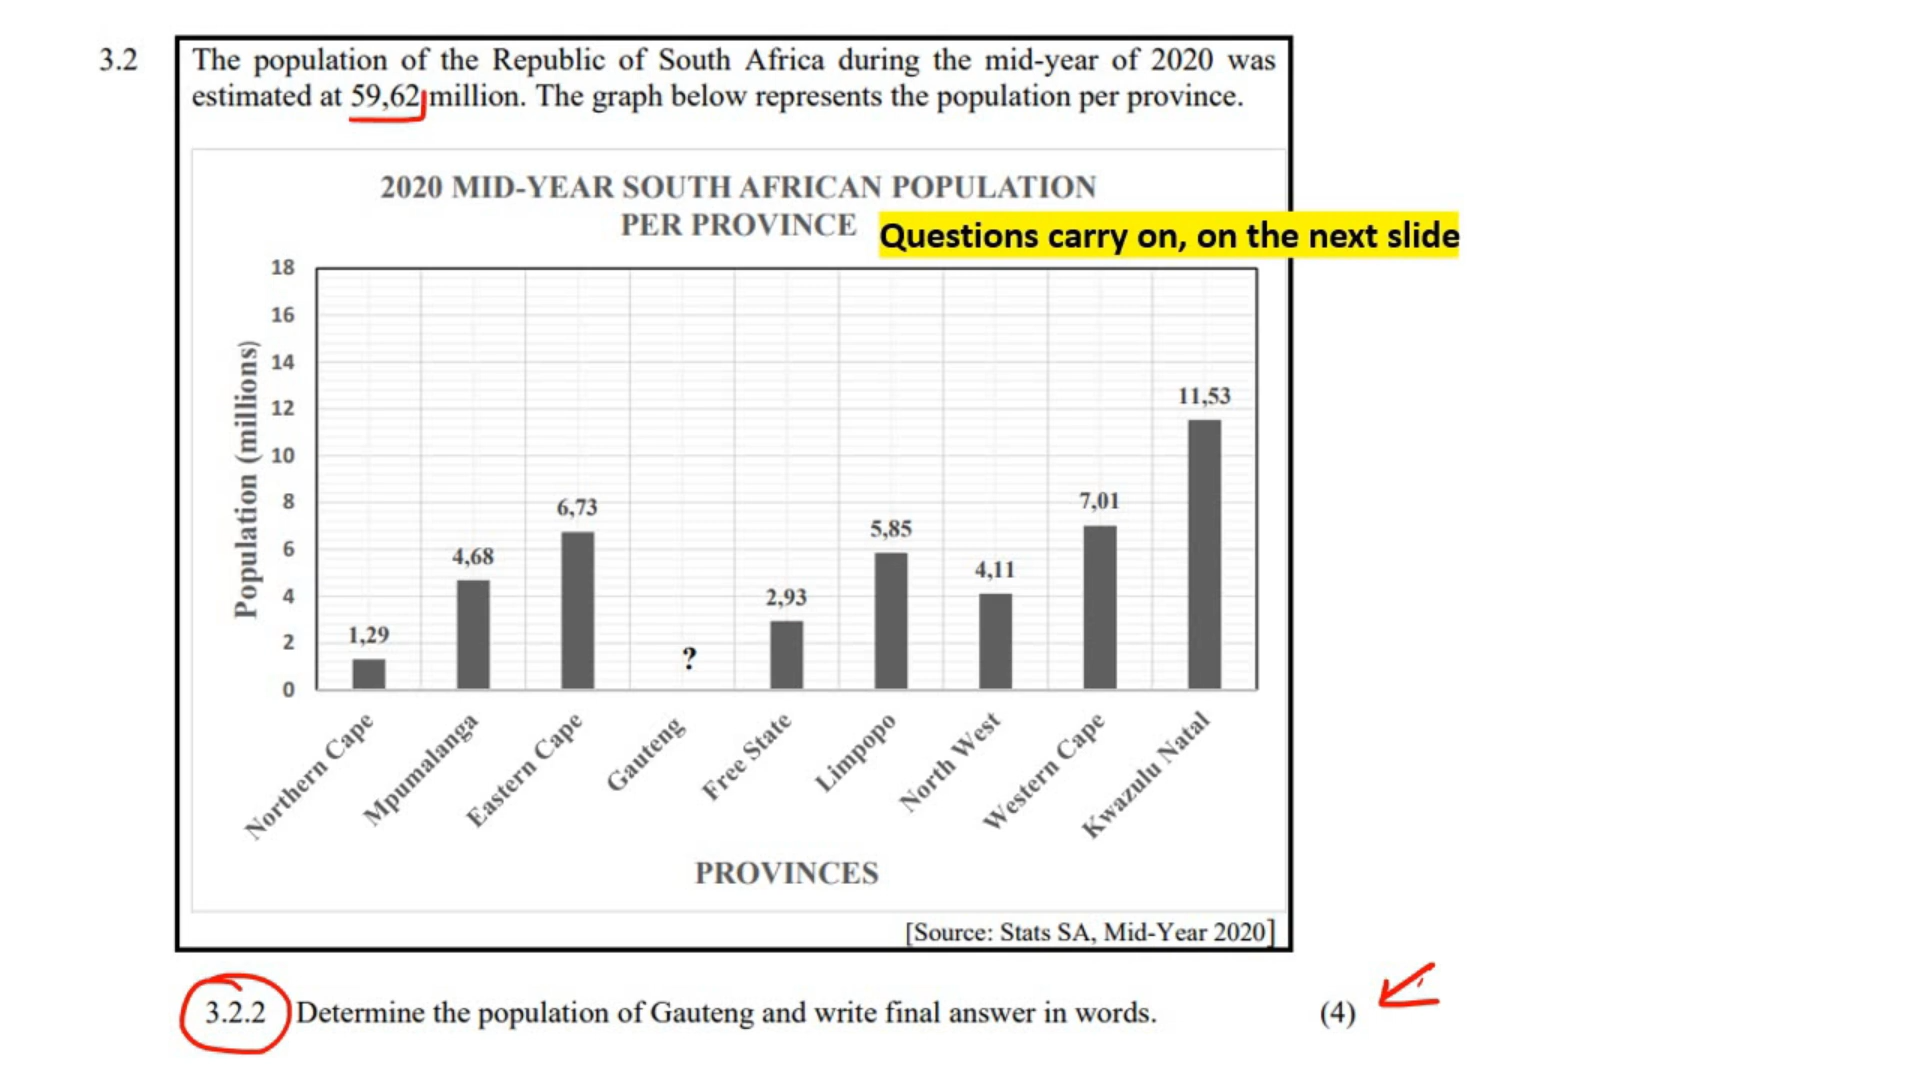 3.2
The population of the Republic of South Africa during the mid-year of 2020 was
estimated at 59,62 million. The graph below represents the population per province.
2020 MID-YEAR SOUTH AFRICAN POPULATION
PER PROVINCE
Questions carry on, on the next slide
Population (millions)
18
16
14
12
10
8
6
4
2
0
1,29
4,68
6,73
?
2,93
5,85
4,11
7,01
11,53
Northern Cape
Mpumalanga
Eastern Cape
Gauteng
Free State
Limpopo
North West
Western Cape
Kwazulu Natal
PROVINCES
[Source: Stats SA, Mid-Year 2020]
3.2.2 Determine the population of Gauteng and write final answer in words. (4)